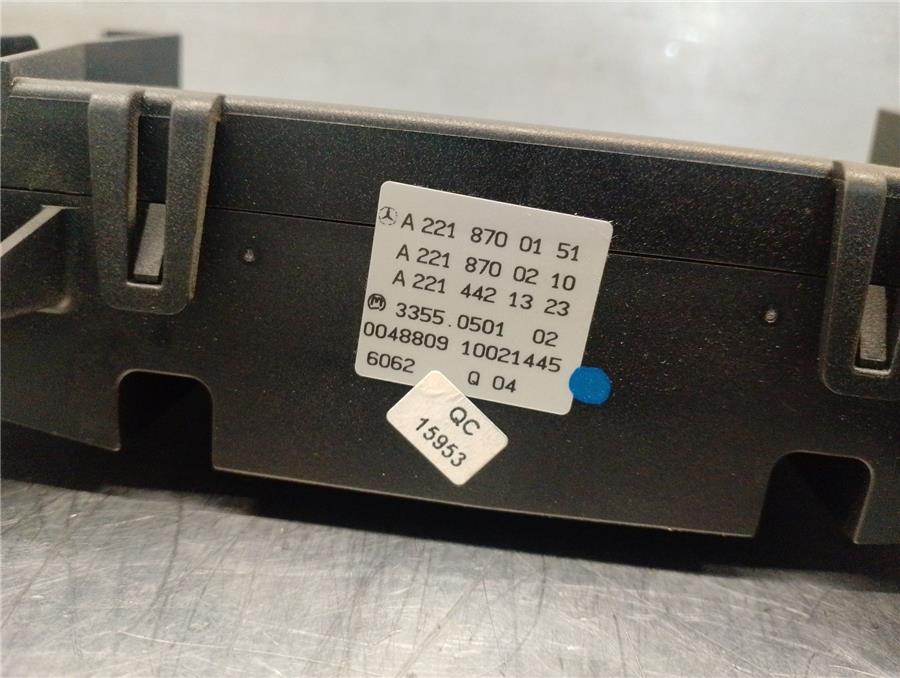 A 221 870 01 51
A 221 870 02 10
A 221 442 13 23
M 3355.0501 02
0048809 10021445
6062 Q 04
QC
15953